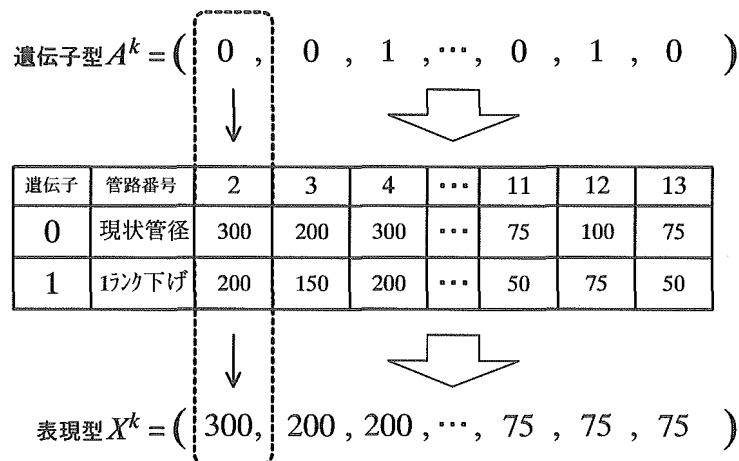 遺伝子型 A^k = ( 0 , 0 , 1 , ⋯, 0 , 1 , 0 )
遺伝子 管路番号 2 3 4 ⋯ 11 12 13
0 現状管径 300 200 300 ⋯ 75 100 75
1 1ランク下げ 200 150 200 ⋯ 50 75 50
表現型 X^k = ( 300, 200 , 200 , ⋯, 75 , 75 , 75 )